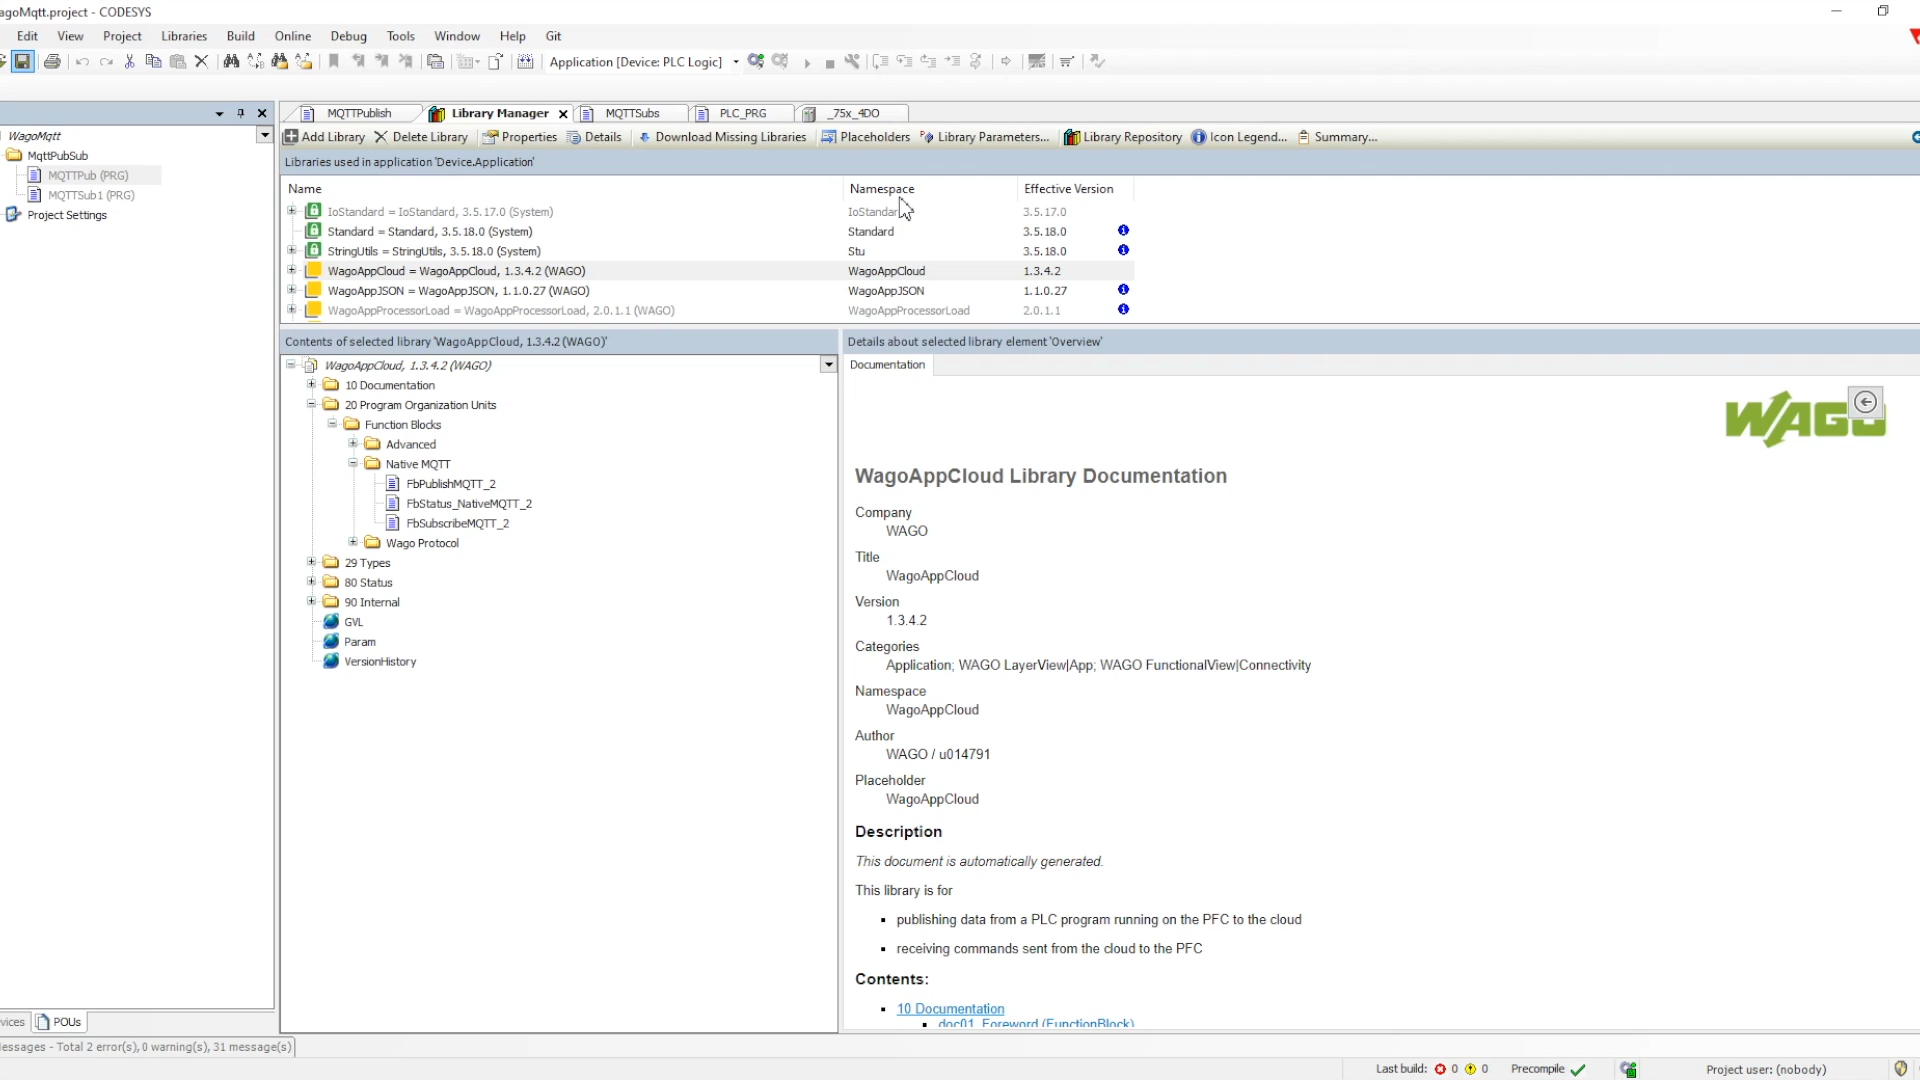 agoMqtt.project - CODESYS
Edit View Project Libraries Build Online Debug Tools Window Help Git
Application [Device: PLC Logic]
MQTTPublish Library Manager MQTTSubs PLC_PRG _75x_4DO
Add Library Delete Library Properties Details Download Missing Libraries Placeholders Library Parameters... Library Repository Icon Legend... Summary...
WagoMqtt
MqttPubSub
MQTTPub (PRG)
MQTTSub1 (PRG)
Project Settings
Libraries used in application 'Device.Application'
Name Namespace Effective Version
IoStandard = IoStandard, 3.5.17.0 (System) IoStandar 3.5.17.0
Standard = Standard, 3.5.18.0 (System) Standard 3.5.18.0
StringUtils = StringUtils, 3.5.18.0 (System) Stu 3.5.18.0
WagoAppCloud = WagoAppCloud, 1.3.4.2 (WAGO) WagoAppCloud 1.3.4.2
WagoAppJSON = WagoAppJSON, 1.1.0.27 (WAGO) WagoAppJSON 1.1.0.27
WagoAppProcessorLoad = WagoAppProcessorLoad, 2.0.1.1 (WAGO) WagoAppProcessorLoad 2.0.1.1
Contents of selected library 'WagoAppCloud, 1.3.4.2 (WAGO)'
WagoAppCloud, 1.3.4.2 (WAGO)
10 Documentation
20 Program Organization Units
Function Blocks
Advanced
Native MQTT
FbPublishMQTT_2
FbStatus_NativeMQTT_2
FbSubscribeMQTT_2
Wago Protocol
29 Types
80 Status
90 Internal
GVL
Param
VersionHistory
Details about selected library element 'Overview'
Documentation
WAGO
WagoAppCloud Library Documentation
Company
WAGO
Title
WagoAppCloud
Version
1.3.4.2
Categories
Application; WAGO LayerView|App; WAGO FunctionalView|Connectivity
Namespace
WagoAppCloud
Author
WAGO / u014791
Placeholder
WagoAppCloud
Description
This document is automatically generated.
This library is for
▪ publishing data from a PLC program running on the PFC to the cloud
▪ receiving commands sent from the cloud to the PFC
Contents:
▪ 10 Documentation
▪ doc01_Foreword (FunctionBlock)
vices POUs
essages - Total 2 error(s), 0 warning(s), 31 message(s)
Last build: 0 0 Precompile Project user: (nobody)